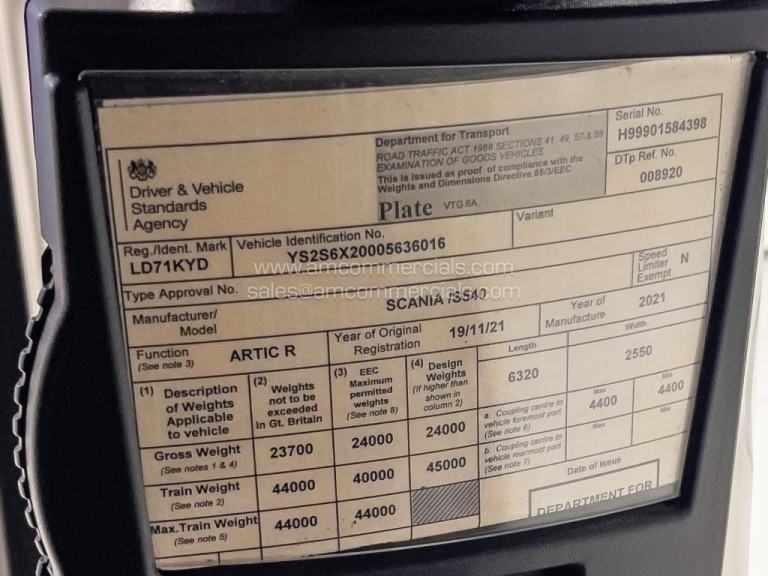 Driver & Vehicle
Standards
Agency
Department for Transport
ROAD TRAFFIC ACT 1988 SECTIONS 41, 49, 57 & 58
EXAMINATION OF GOODS VEHICLES
This is issued as proof of compliance with the
Weights and Dimensions Directive 85/3/EEC
Plate VTG 6A
Serial No.
H99901584398
DTp Ref. No.
008920
Reg./Ident. Mark
LD71KYD
Vehicle Identification No.
YS2S6X20005636016
Variant
www.amcommercials.com
sales@amcommercials.com
Type Approval No.
Speed
Limiter
Exempt
N
Manufacturer/
Model
SCANIA /S540
Year of
Manufacture
2021
Function
(See note 3)
ARTIC R
Year of Original
Registration
19/11/21
Length
6320
Width
2550
(1) Description
of Weights
Applicable
to vehicle
(2) Weights
not to be
exceeded
in Gt. Britain
(3) EEC
Maximum
permitted
weights
(See note 8)
(4) Design
Weights
(If higher than
shown in
column 2)
a. Coupling centre to
vehicle foremost part
(See note 6)
Max
4400
Min
4400
Gross Weight
(See notes 1 & 4)
23700
24000
24000
b. Coupling centre to
vehicle rearmost part
(See note 7)
Max
Min
Train Weight
(See note 2)
44000
40000
45000
Max.Train Weight
(See note 5)
44000
44000
Date of Issue
DEPARTMENT FOR